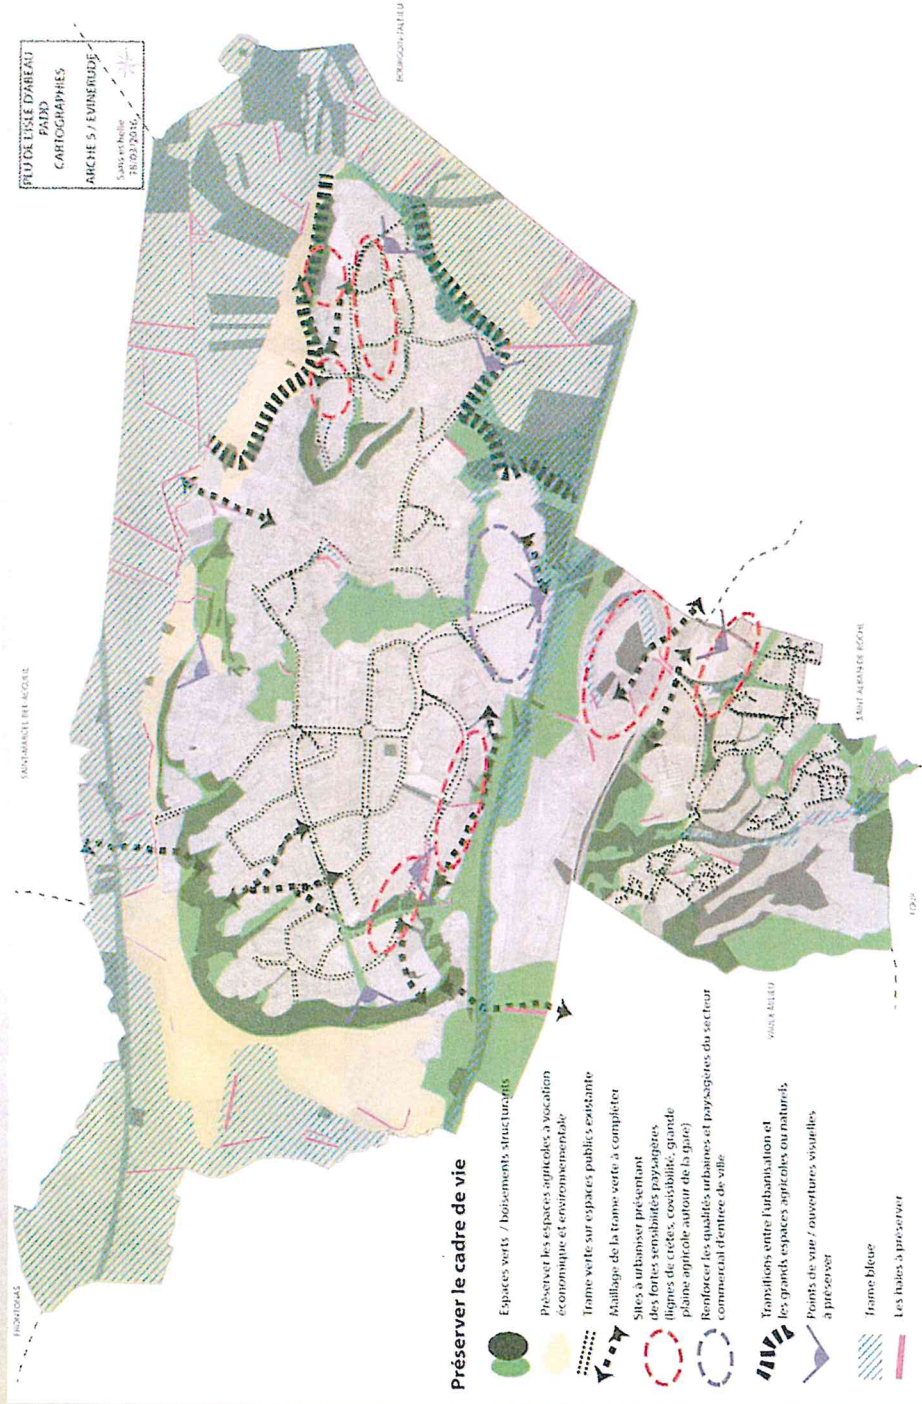 PLU DE L'ISLE D'ABEAU
PADD
CARTOGRAPHIES
ARCHE 5 / EVINERUDE
Sans échelle
18/03/2016
BOURGOIN-JALLIEU
SAINT-MARCEL BEL ACCUEIL
FRONTONAS
SAINT ALBAN DE ROCHE
VAULX MILIEU
FOUR
Préserver le cadre de vie
Espaces verts / boisements structurants
Préserver les espaces agricoles à vocation
économique et environnementale
Trame verte sur espaces publics existante
Maillage de la trame verte à compléter
Sites à urbaniser présentant
des fortes sensibilités paysagères
(lignes de crêtes, covisibilité, grande
plaine agricole autour de la gare)
Renforcer les qualités urbaines et paysagères du secteur
commercial d'entrée de ville
Transitions entre l'urbanisation et
les grands espaces agricoles ou naturels
Points de vue / ouvertures visuelles
à préserver
Trame bleue
Les haies à préserver